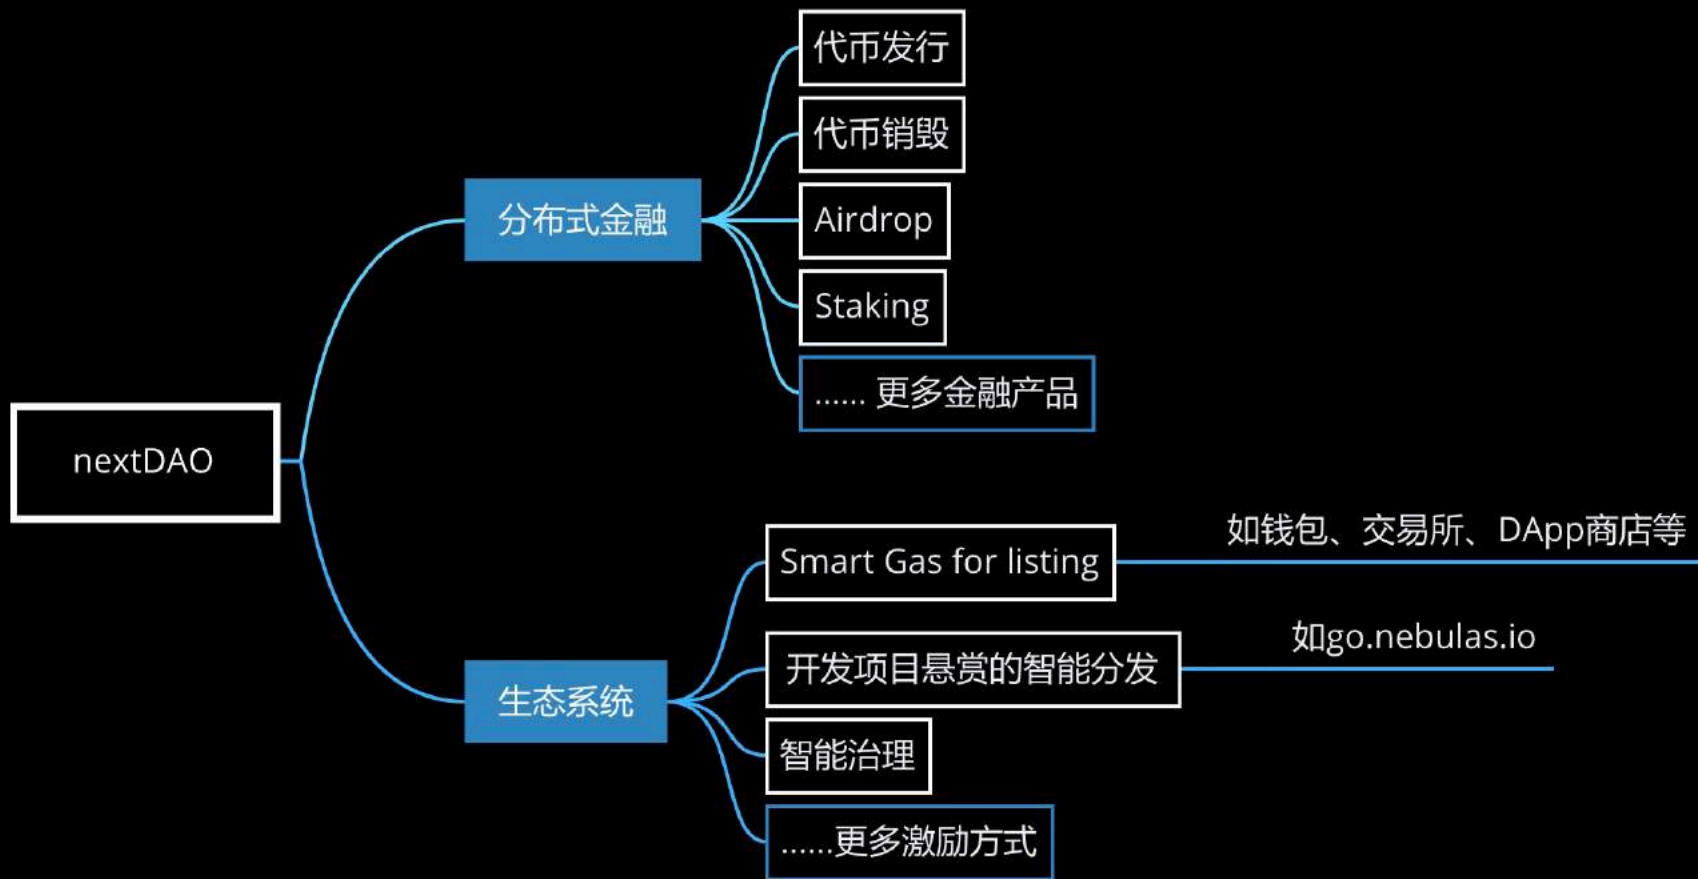 代币发行
代币销毁
分布式金融
Airdrop
Staking
...... 更多金融产品
nextDAO
Smart Gas for listing
如钱包、交易所、DApp商店等
开发项目悬赏的智能分发
如go.nebulas.io
生态系统
智能治理
......更多激励方式